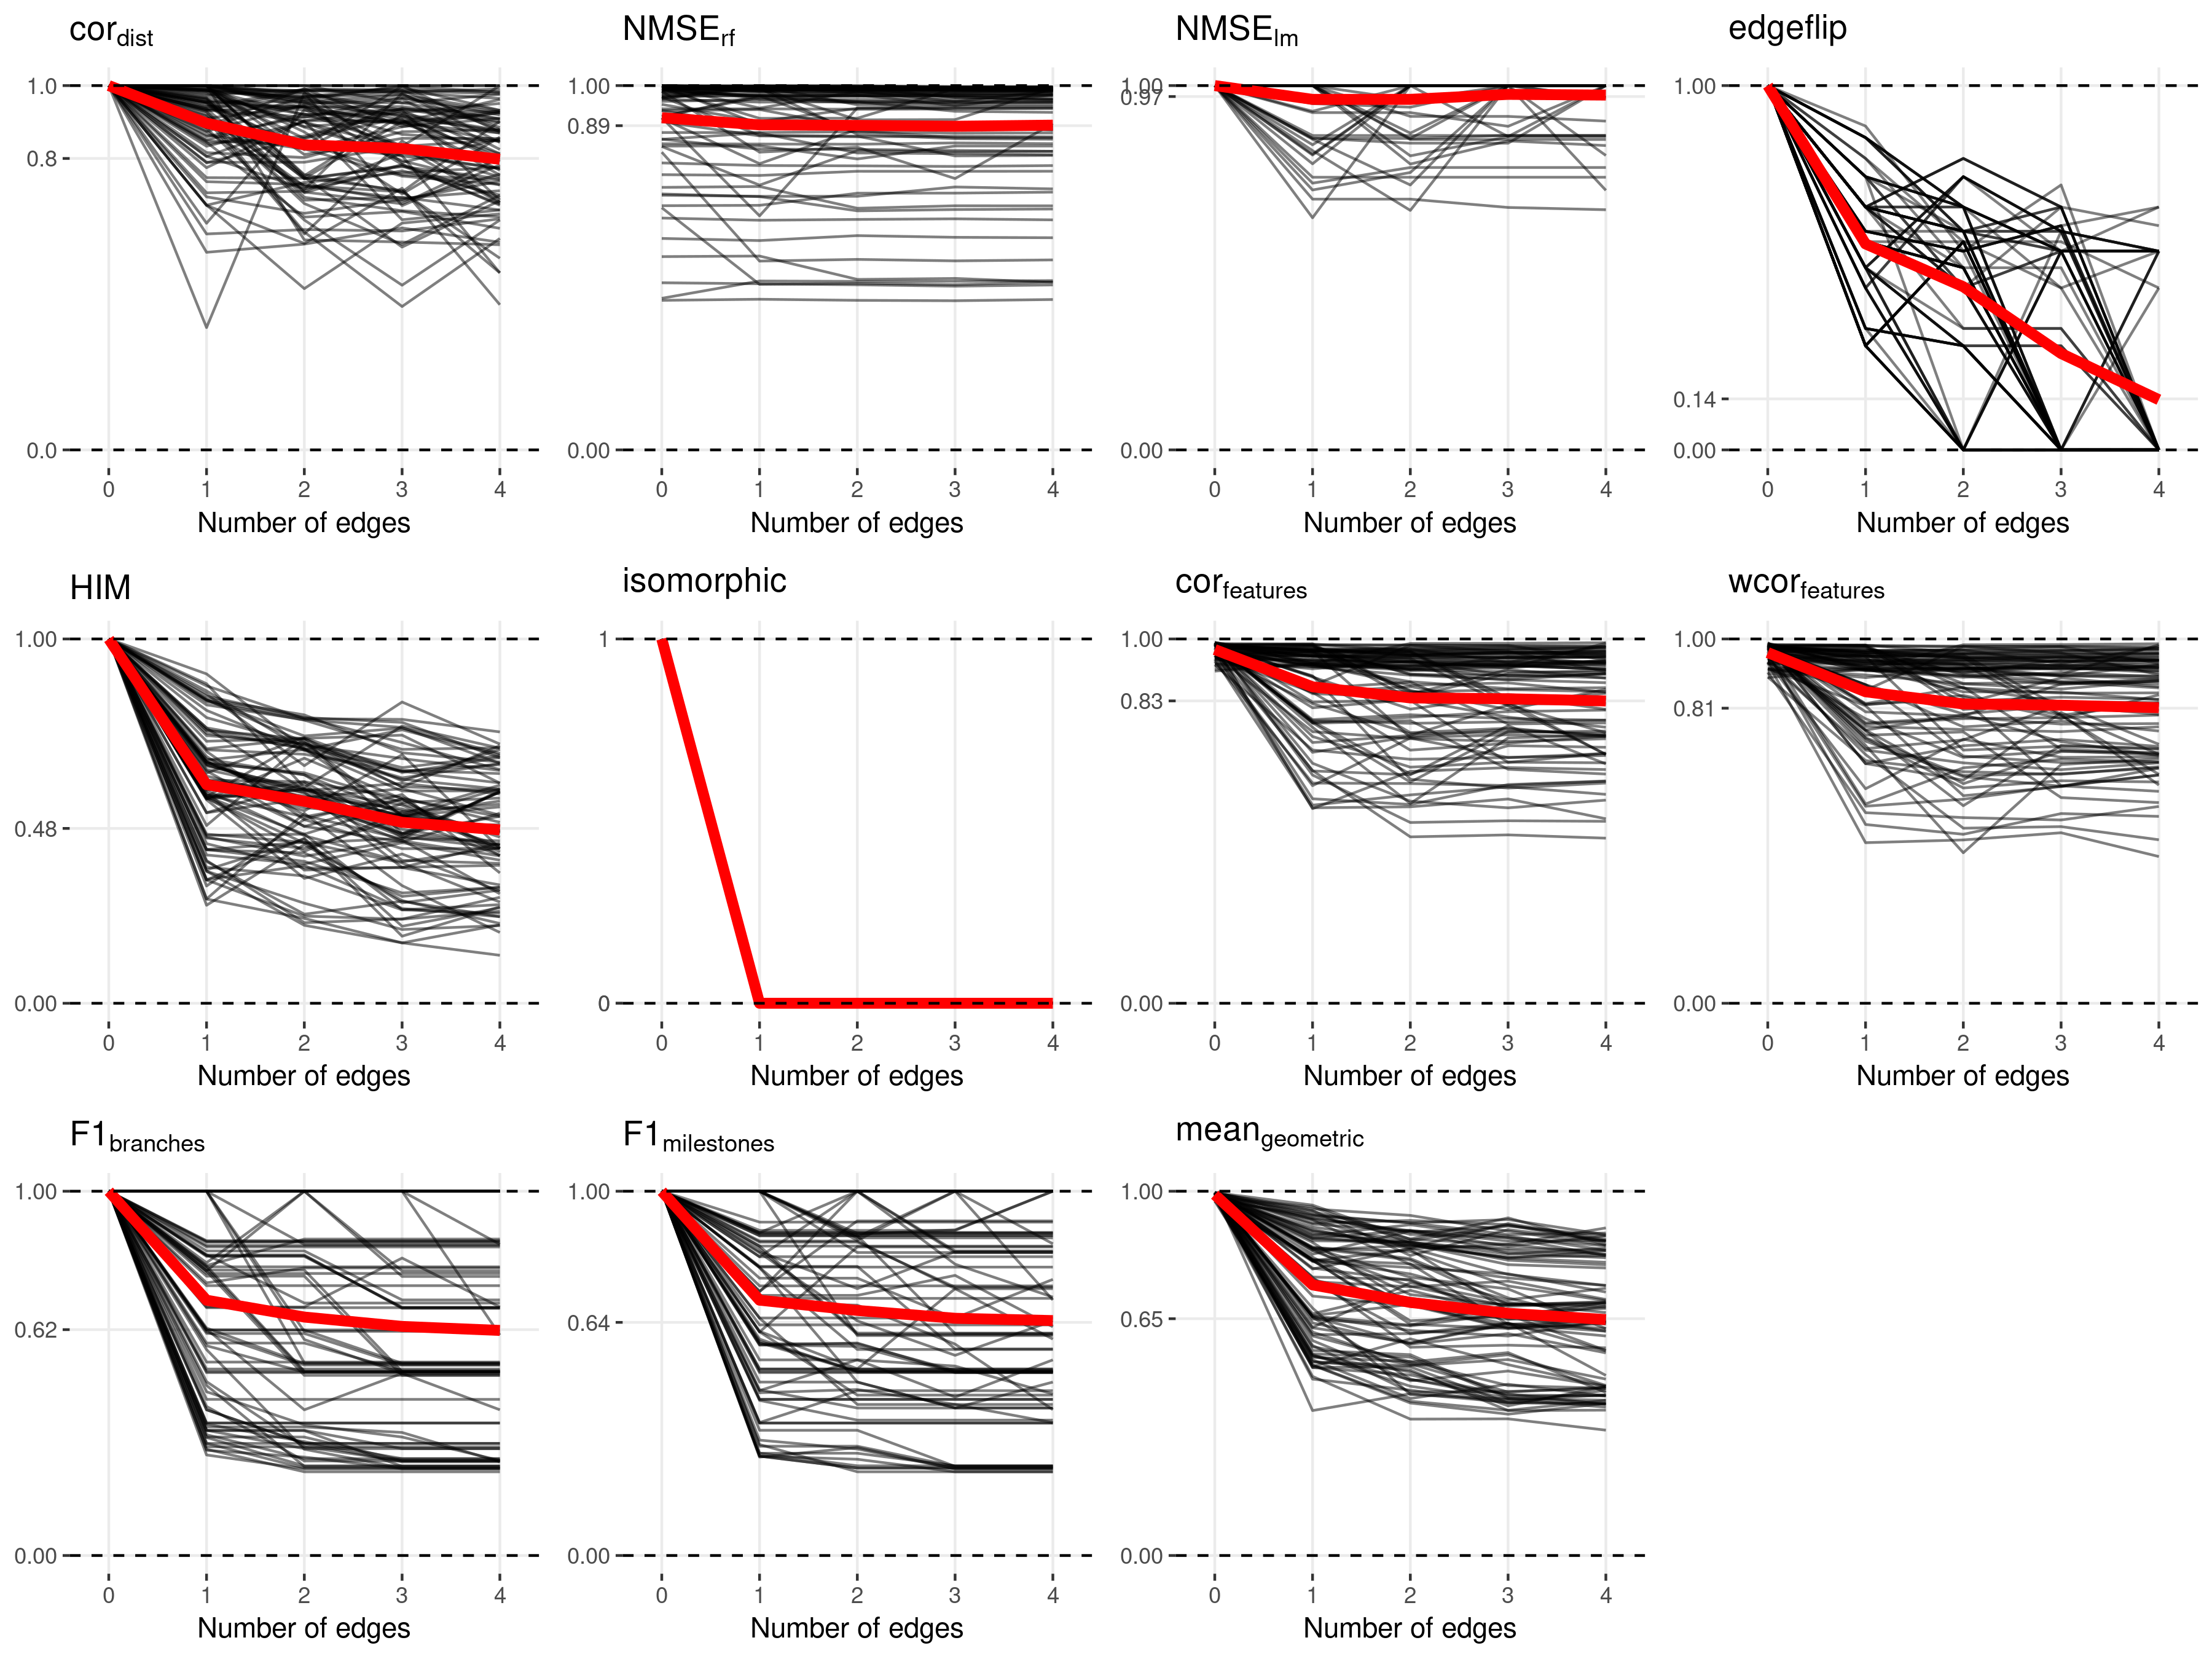 cor_dist
1.0
0.8
0.0
0 1 2 3 4
Number of edges
NMSE_rf
1.00
0.89
0.00
0 1 2 3 4
Number of edges
NMSE_lm
1.00
0.97
0.00
0 1 2 3 4
Number of edges
edgeflip
1.00
0.14
0.00
0 1 2 3 4
Number of edges
HIM
1.00
0.48
0.00
0 1 2 3 4
Number of edges
isomorphic
1
0
0 1 2 3 4
Number of edges
cor_features
1.00
0.83
0.00
0 1 2 3 4
Number of edges
wcor_features
1.00
0.81
0.00
0 1 2 3 4
Number of edges
F1_branches
1.00
0.62
0.00
0 1 2 3 4
Number of edges
F1_milestones
1.00
0.64
0.00
0 1 2 3 4
Number of edges
mean_geometric
1.00
0.65
0.00
0 1 2 3 4
Number of edges